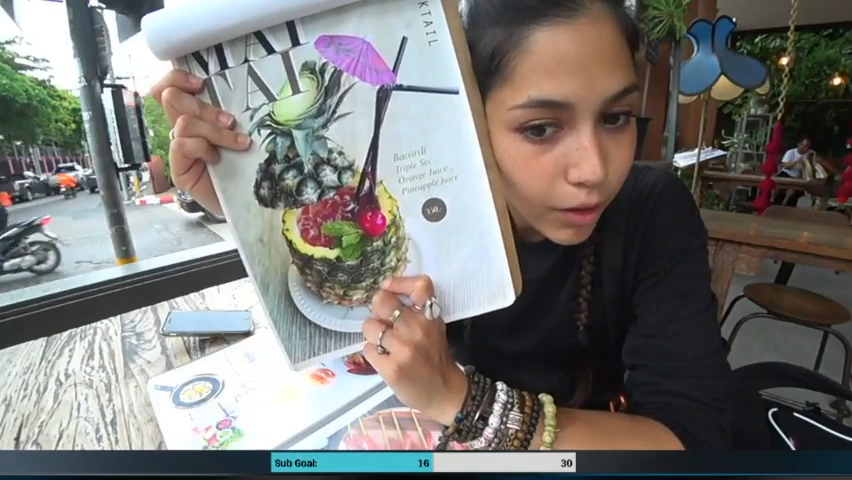 MAI
TAI
KTAIL
Bacardi
Triple Sec
Orange Juice
Pineapple Juice
Sub Goal:
16
30